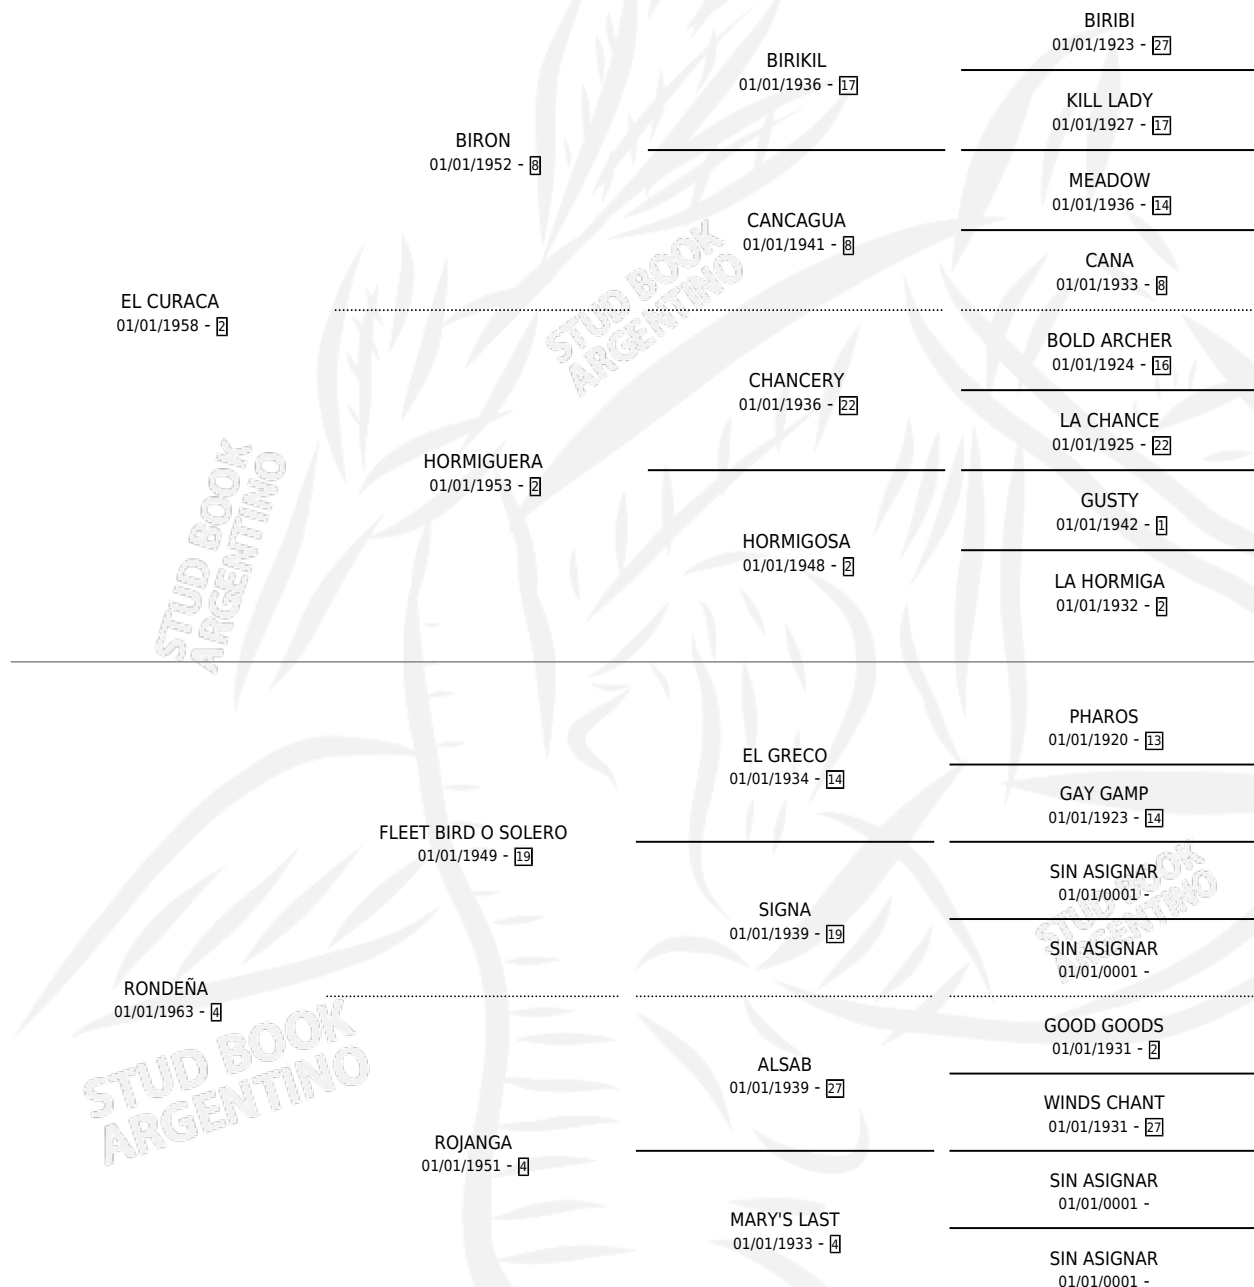 BIRIBI
01/01/1923 - 27
BIRIKIL
01/01/1936 - 17
KILL LADY
01/01/1927 - 17
BIRON
01/01/1952 - 8
MEADOW
01/01/1936 - 14
CANCAGUA
01/01/1941 - 8
CANA
01/01/1933 - 8
EL CURACA
01/01/1958 - 2
BOLD ARCHER
01/01/1924 - 16
CHANCERY
01/01/1936 - 22
LA CHANCE
01/01/1925 - 22
HORMIGUERA
01/01/1953 - 2
GUSTY
01/01/1942 - 1
HORMIGOSA
01/01/1948 - 2
LA HORMIGA
01/01/1932 - 2
PHAROS
01/01/1920 - 13
EL GRECO
01/01/1934 - 14
GAY GAMP
01/01/1923 - 14
FLEET BIRD O SOLERO
01/01/1949 - 19
SIN ASIGNAR
01/01/0001 -
SIGNA
01/01/1939 - 19
SIN ASIGNAR
01/01/0001 -
RONDEÑA
01/01/1963 - 4
GOOD GOODS
01/01/1931 - 2
ALSAB
01/01/1939 - 27
WINDS CHANT
01/01/1931 - 27
ROJANGA
01/01/1951 - 4
SIN ASIGNAR
01/01/0001 -
MARY'S LAST
01/01/1933 - 4
SIN ASIGNAR
01/01/0001 -
STUD BOOK
ARGENTINO
STUD BOOK
ARGENTINO
STUD BOOK
ARGENTINO
STUD BOOK
ARGENTINO